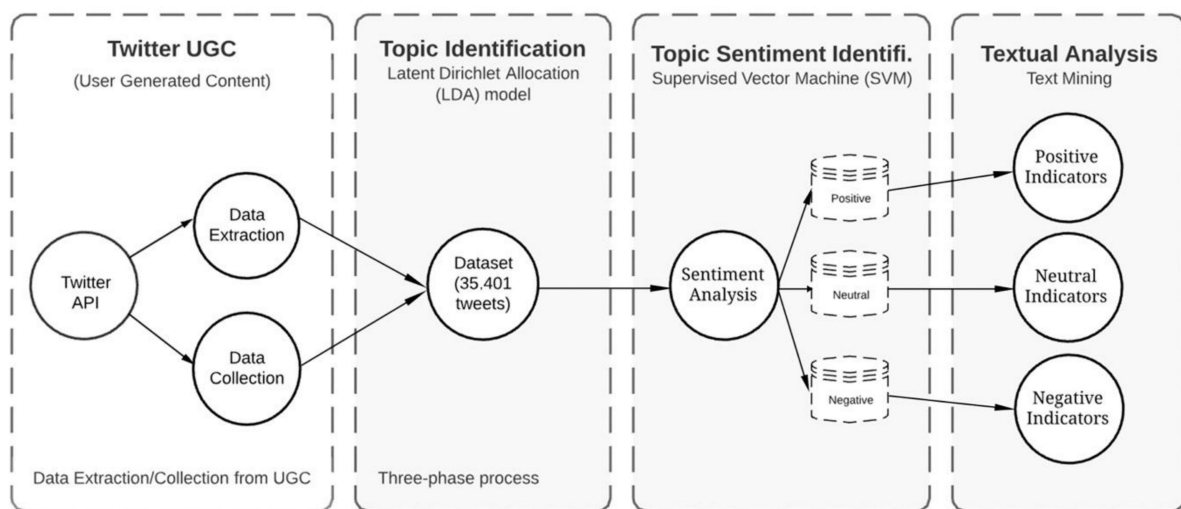 Twitter UGC
(User Generated Content)
Twitter
API
Data
Extraction
Data
Collection
Data Extraction/Collection from UGC
Topic Identification
Latent Dirichlet Allocation
(LDA) model
Dataset
(35.401
tweets)
Three-phase process
Topic Sentiment Identifi.
Supervised Vector Machine (SVM)
Sentiment
Analysis
Positive
Neutral
Negative
Textual Analysis
Text Mining
Positive
Indicators
Neutral
Indicators
Negative
Indicators